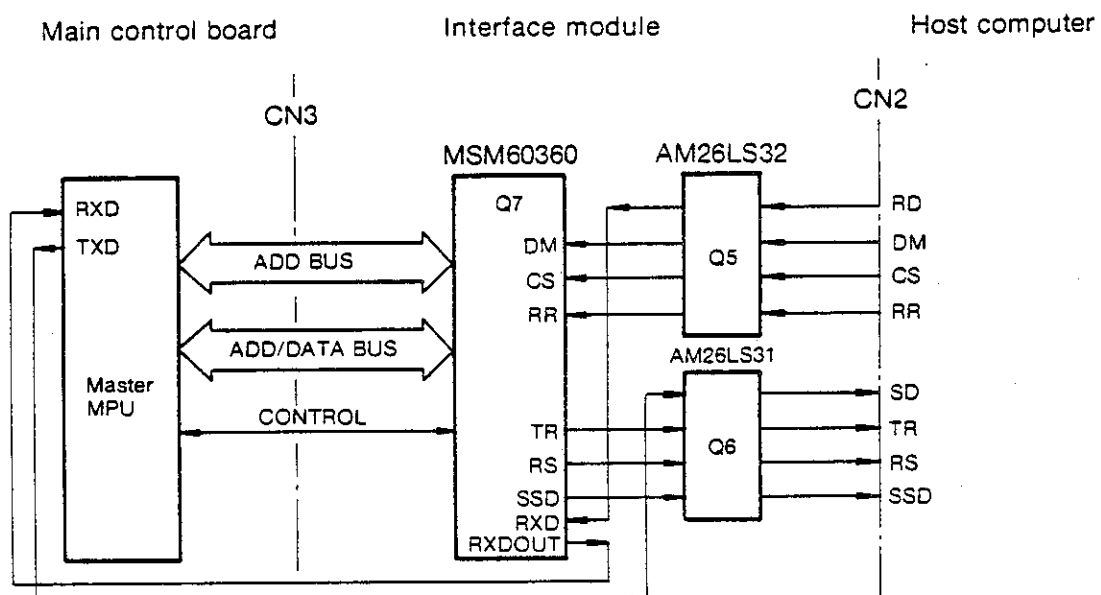 Main control board
Interface module
Host computer
CN3
CN2
MSM60360
AM26LS32
RXD
TXD
Q7
RD
DM
DM
ADD BUS
Q5
CS
CS
RR
RR
ADD/DATA BUS
AM26LS31
Master
MPU
SD
CONTROL
TR
TR
Q6
RS
RS
SSD
SSD
RXD
RXDOUT